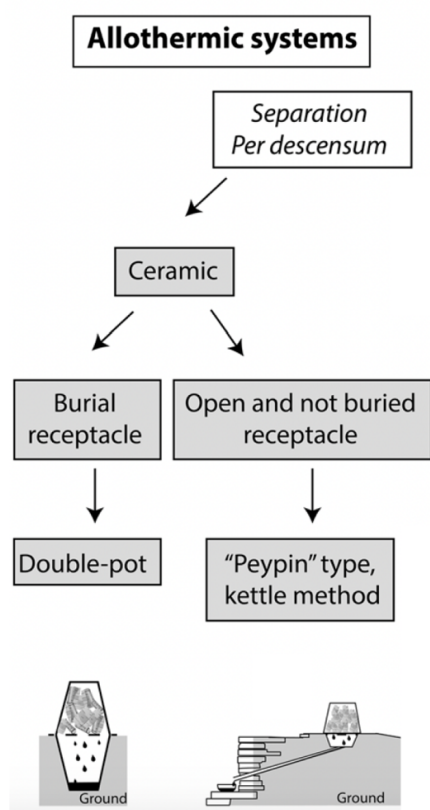 Allothermic systems
Separation
Per descensum
Ceramic
Burial
receptacle
Open and not buried
receptacle
Double-pot
“Peypin” type,
kettle method
Ground
Ground